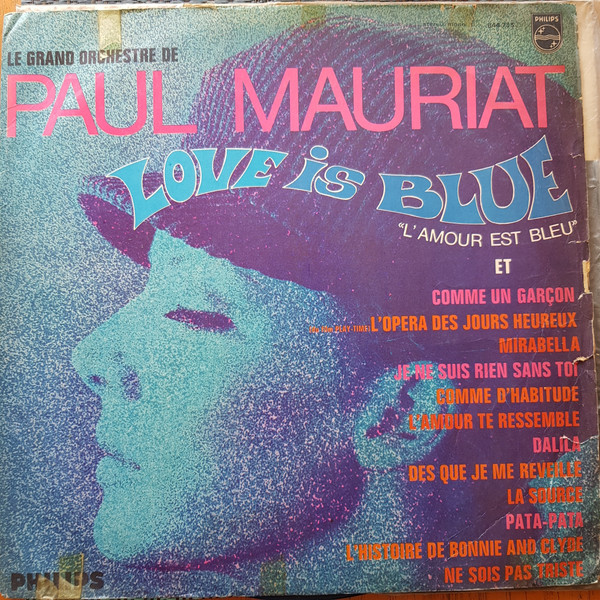 PHILIPS
LE GRAND ORCHESTRE DE
PAUL MAURIAT
LOVE iS BLUE
“L'AMOUR EST BLEU”
ET
COMME UN GARÇON
L'OPERA DES JOURS HEUREUX
MIRABELLA
JE NE SUIS RIEN SANS TOI
COMME D'HABITUDE
L'AMOUR TE RESSEMBLE
DALILA
DES QUE JE ME REVEILLE
LA SOURCE
PATA-PATA
L'HISTOIRE DE BONNIE AND CLYDE
NE SOIS PAS TRISTE
PHILIPS